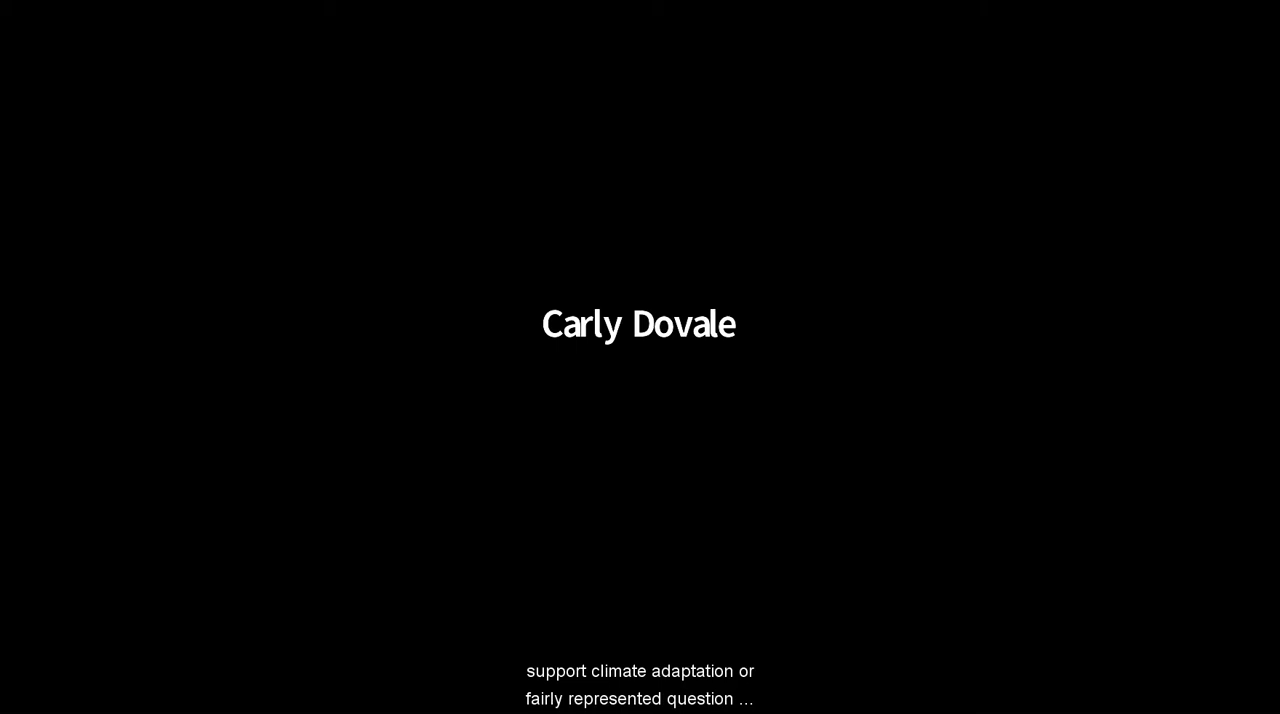 Carly Dovale
support climate adaptation or
fairly represented question ...